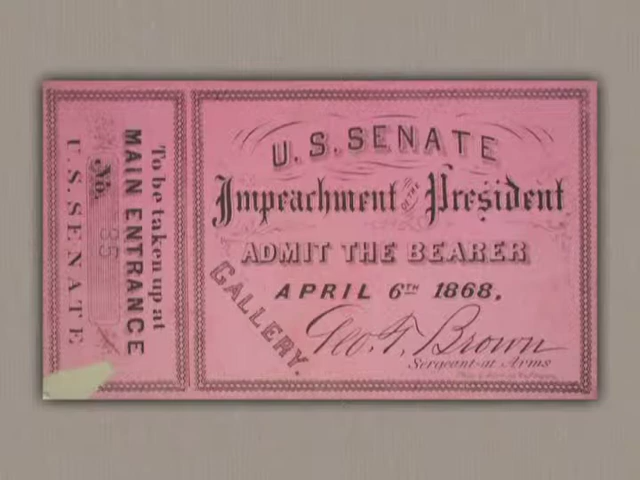 To be taken up at
MAIN ENTRANCE
No. 35
U.S. SENATE
U.S. SENATE
Impeachment OF THE President
ADMIT THE BEARER
APRIL 6TH 1868.
GALLERY.
Geo. T. Brown
Sergeant-at Arms